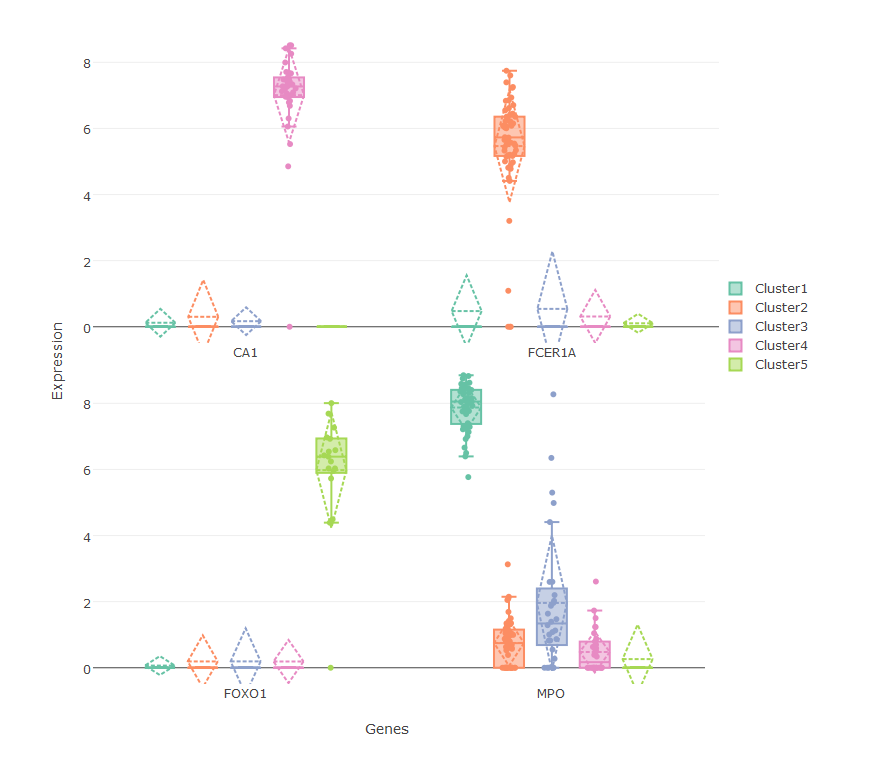 8
6
4
2
0
CA1
FCER1A
Expression
8
6
4
2
0
FOXO1
MPO
Genes
Cluster1
Cluster2
Cluster3
Cluster4
Cluster5